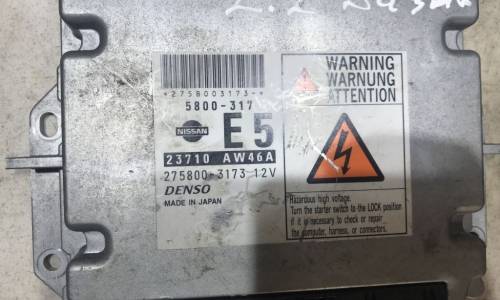 *2758003173-*
5800-317
NISSAN
E5
23710 AW46A
275800-3173 12V
DENSO
MADE IN JAPAN
WARNING
WARNUNG
ATTENTION
Hazardous high voltage.
Turn the starter switch to the LOCK position
if it is necessary to check or repair
the computer, harness, or connectors.